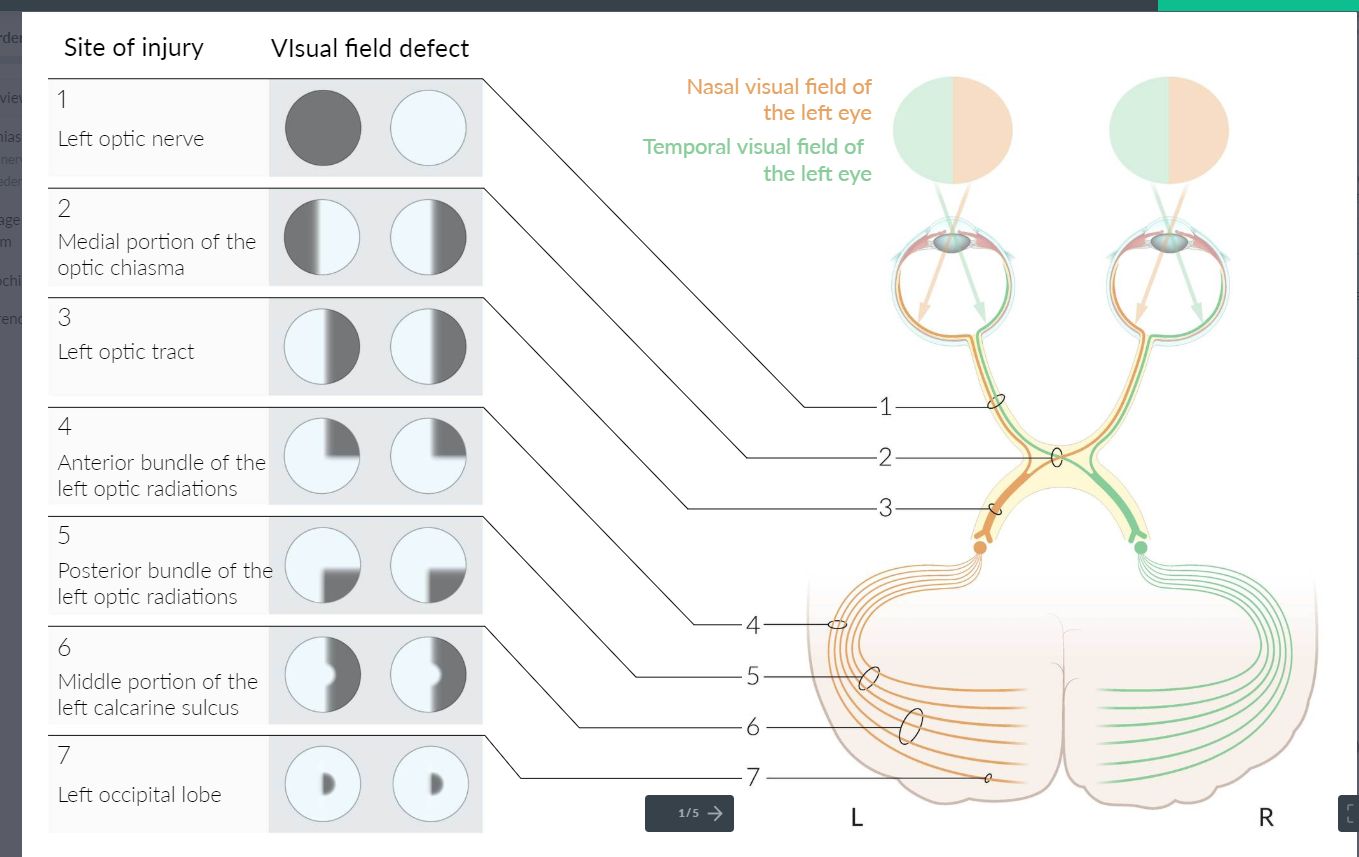 Site of injury
VIsual field defect
1
Left optic nerve
2
Medial portion of the
optic chiasma
3
Left optic tract
4
Anterior bundle of the
left optic radiations
5
Posterior bundle of the
left optic radiations
6
Middle portion of the
left calcarine sulcus
7
Left occipital lobe
Nasal visual field of
the left eye
Temporal visual field of
the left eye
1
2
3
4
5
6
7
1/5
L
R